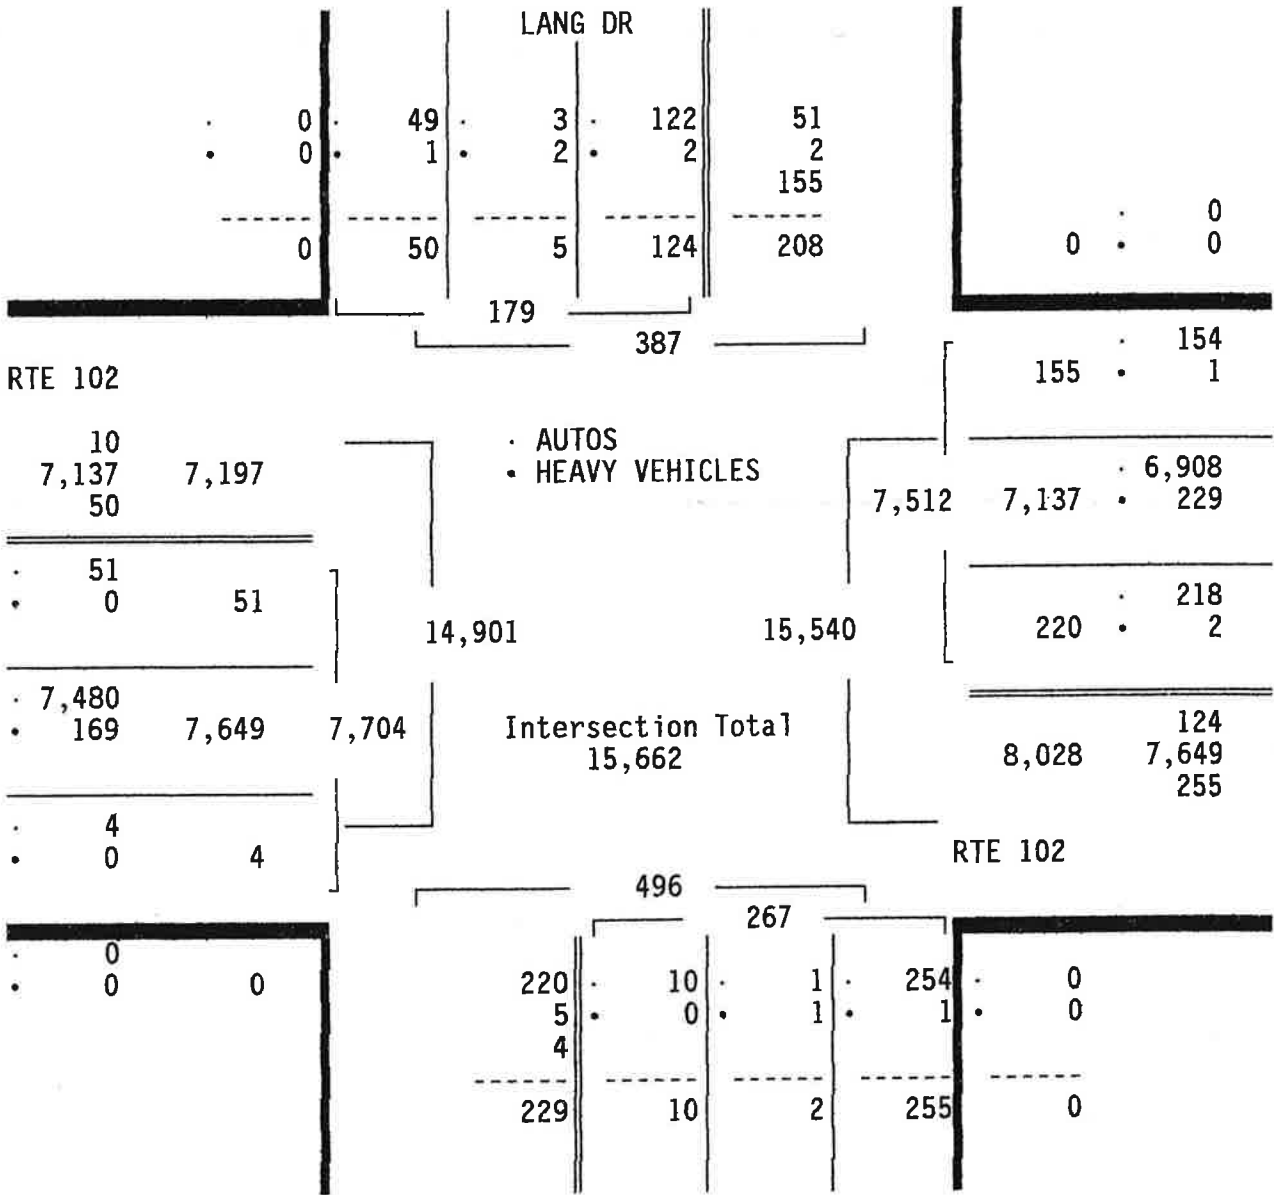 LANG DR
· 0 · 49 · 3 · 122 51
• 0 • 1 • 2 • 2 2
155
0 50 5 124 208
· 0
0 • 0
179
387
RTE 102
10
7,137 7,197
50
· 51
• 0 51
· 7,480
• 169 7,649 7,704
· 4
• 0 4
14,901
· AUTOS
• HEAVY VEHICLES
Intersection Total
15,662
15,540
· 154
155 • 1
· 6,908
7,512 7,137 • 229
· 218
220 • 2
124
8,028 7,649
255
RTE 102
496
267
· 0
• 0 0
220 · 10 · 1 · 254 · 0
5 • 0 • 1 • 1 • 0
4
229 10 2 255 0